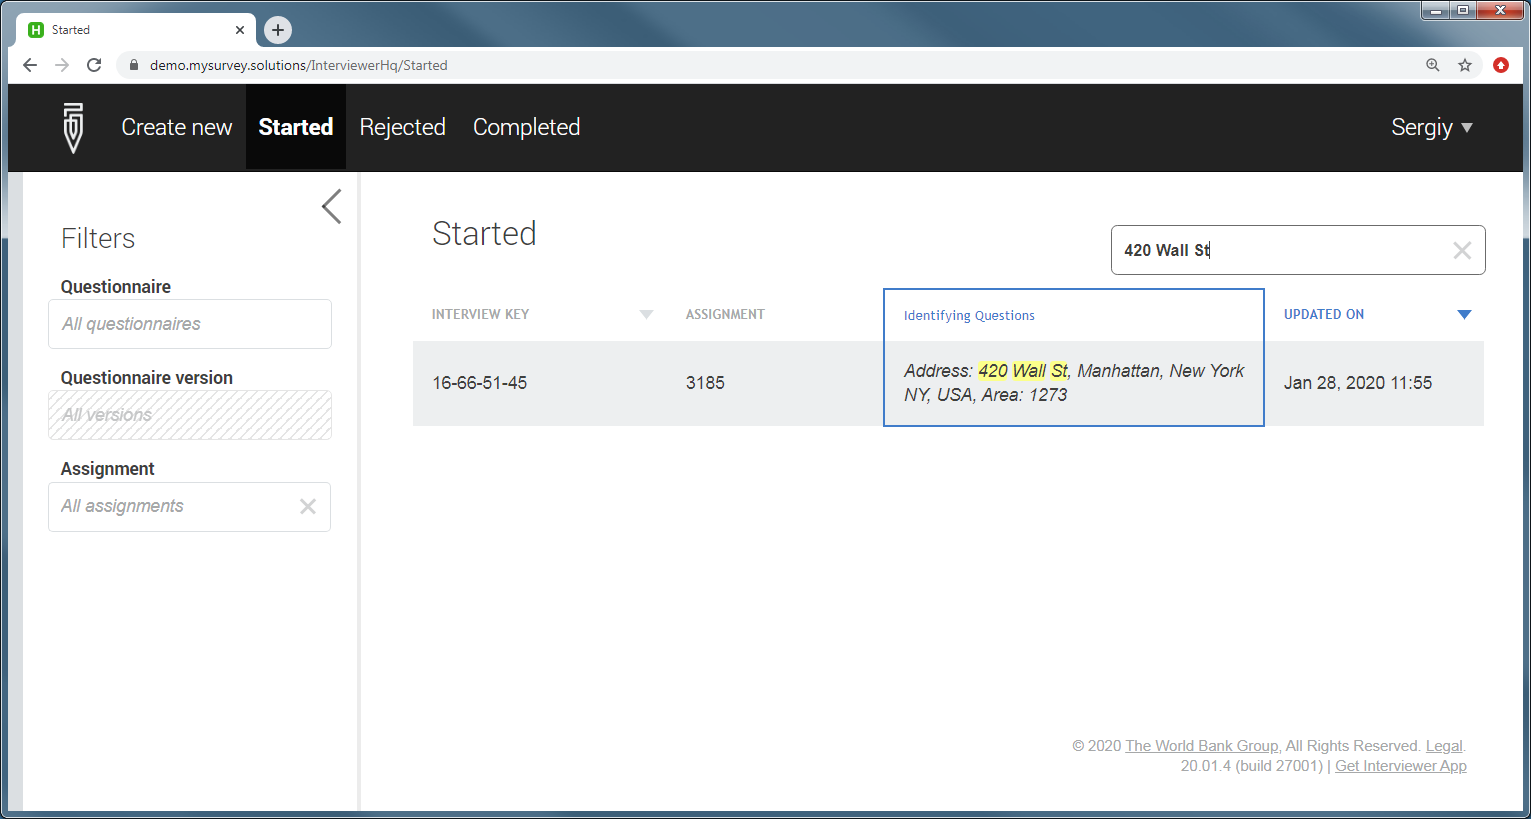 H Started
demo.mysurvey.solutions/InterviewerHq/Started
Create new Started Rejected Completed Sergiy
Filters
Questionnaire
All questionnaires
Questionnaire version
All versions
Assignment
All assignments
Started
420 Wall St
INTERVIEW KEY ASSIGNMENT Identifying Questions UPDATED ON
16-66-51-45 3185 Address: 420 Wall St, Manhattan, New York Jan 28, 2020 11:55
NY, USA, Area: 1273
© 2020 The World Bank Group, All Rights Reserved. Legal.
20.01.4 (build 27001) | Get Interviewer App